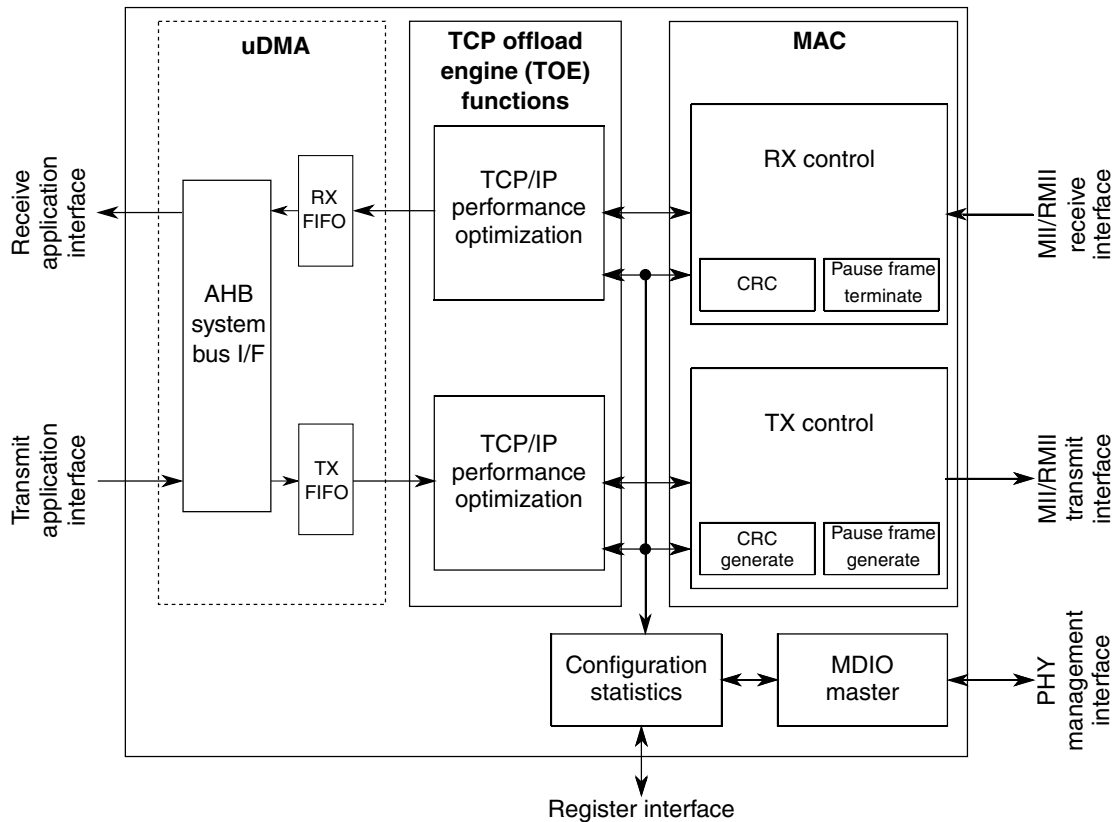 uDMA
TCP offload
engine (TOE)
functions
MAC
Receive
application
interface
RX
FIFO
TCP/IP
performance
optimization
RX control
CRC
Pause frame
terminate
MII/RMII
receive
interface
AHB
system
bus I/F
Transmit
application
interface
TX
FIFO
TCP/IP
performance
optimization
TX control
CRC
generate
Pause frame
generate
MII/RMII
transmit
interface
Configuration
statistics
MDIO
master
PHY
management
interface
Register interface